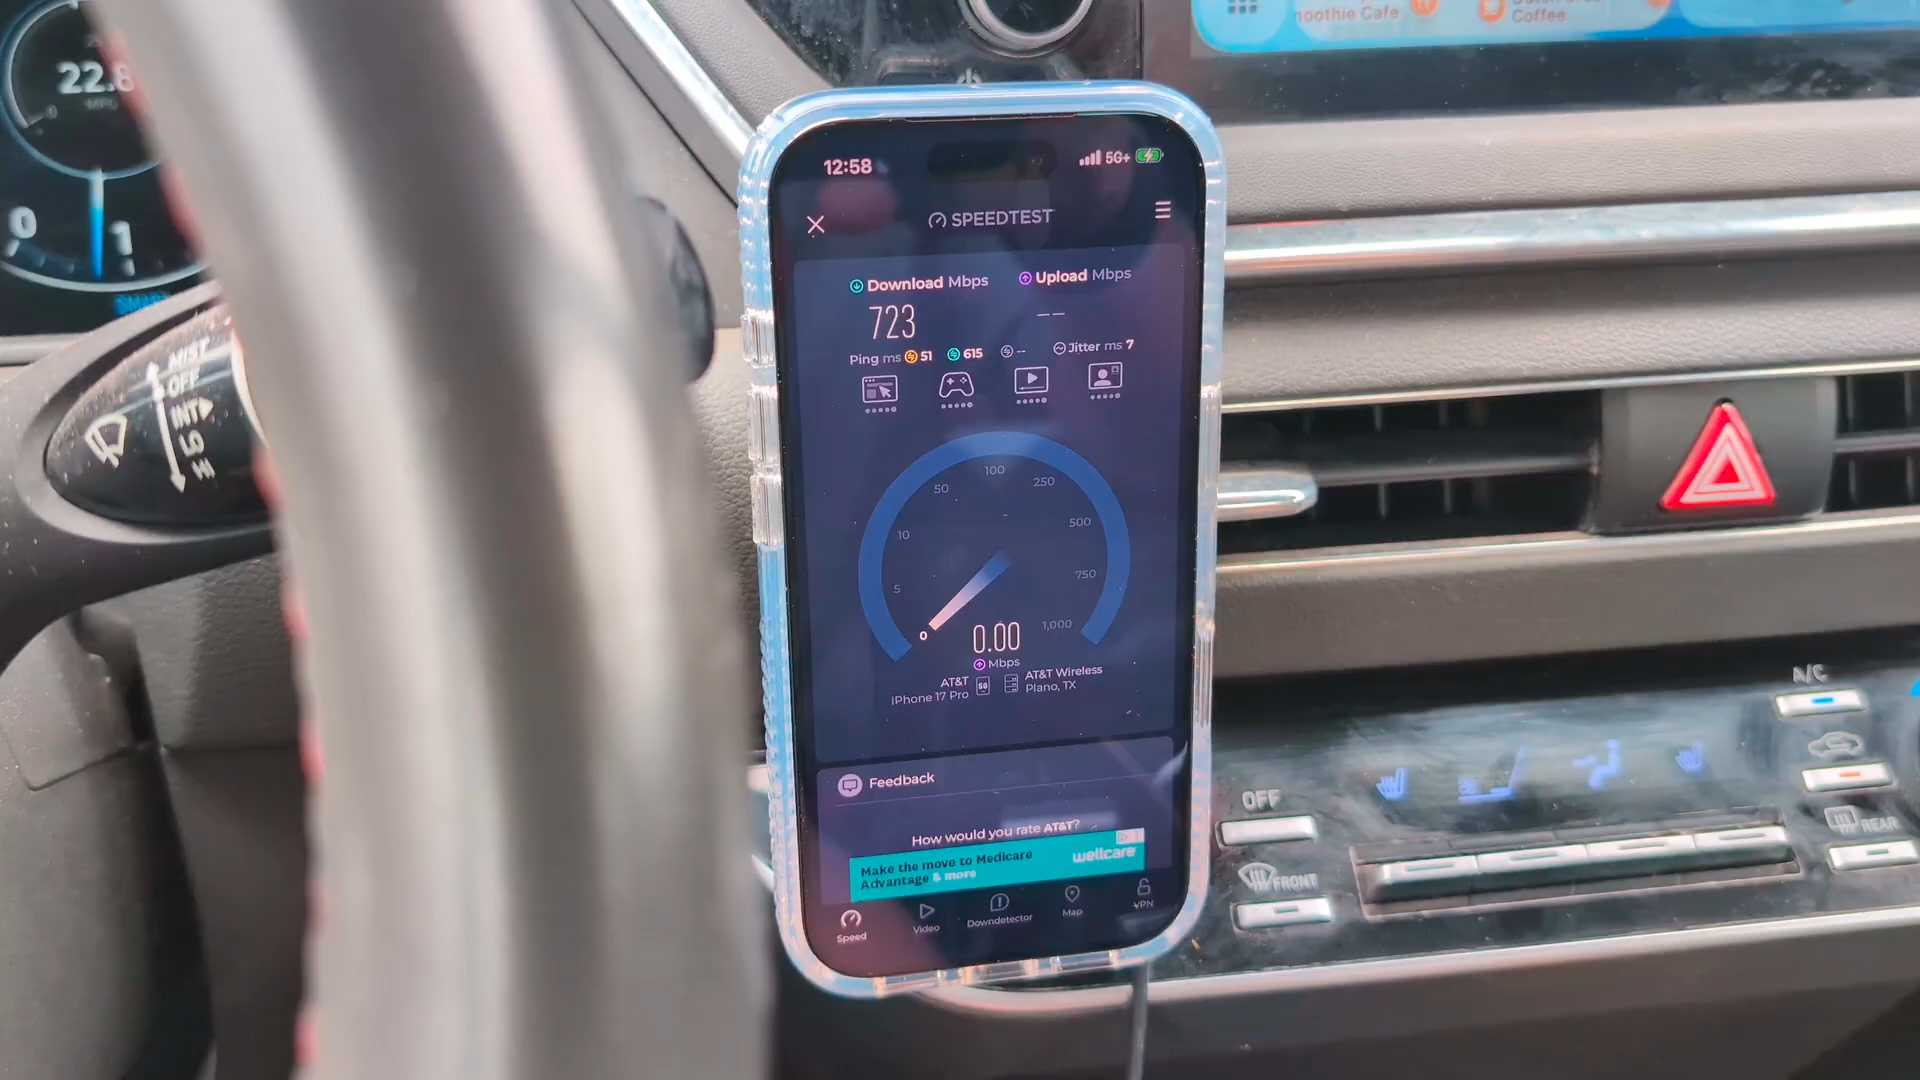 22.8
MPG
0
1
MIST
OFF
INT
LO
HI
Smoothie Cafe
Coffee
12:58
5G+
SPEEDTEST
Download Mbps
Upload Mbps
723
--
Ping ms 51 615 -- Jitter ms 7
0
5
10
50
100
250
500
750
1,000
0.00
Mbps
AT&T
iPhone 17 Pro
5G
AT&T Wireless
Plano, TX
Feedback
How would you rate AT&T?
Make the move to Medicare
Advantage & more
wellcare
Speed
Video
Downdetector
Map
VPN
A/C
OFF
FRONT
REAR